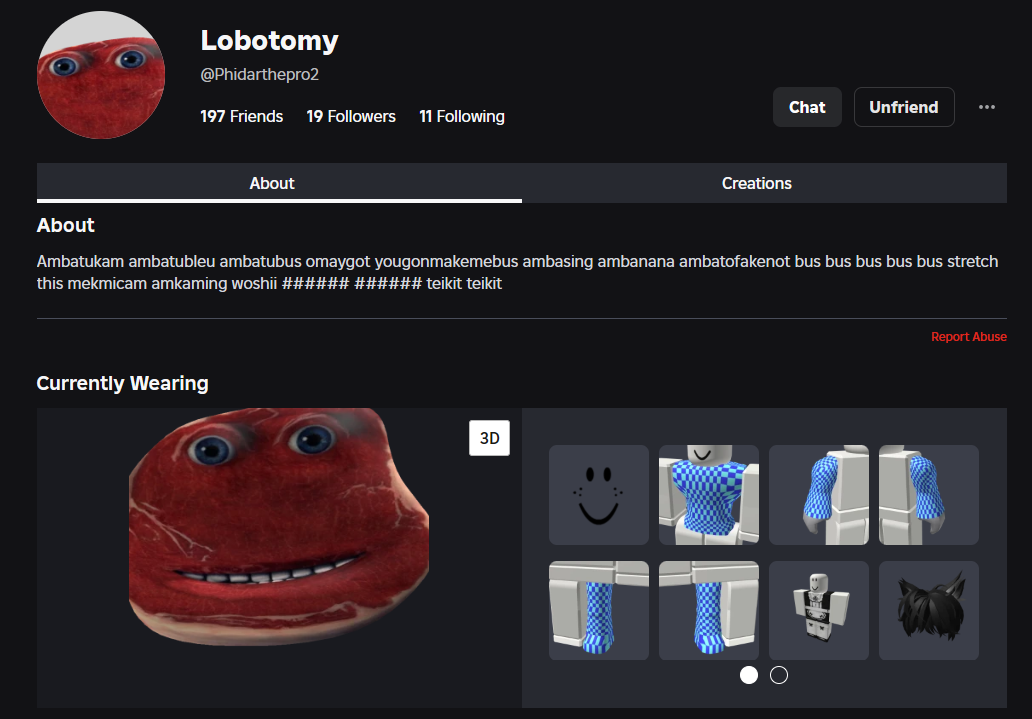 Lobotomy
@Phidarthepro2
197 Friends 19 Followers 11 Following
Chat
Unfriend
About
Creations
About
Ambatukam ambatubleu ambatubus omaygot yougonmakemebus ambasing ambanana ambatofakenot bus bus bus bus bus stretch
this mekmicam amkaming woshii ###### ###### teikit teikit
Report Abuse
Currently Wearing
3D